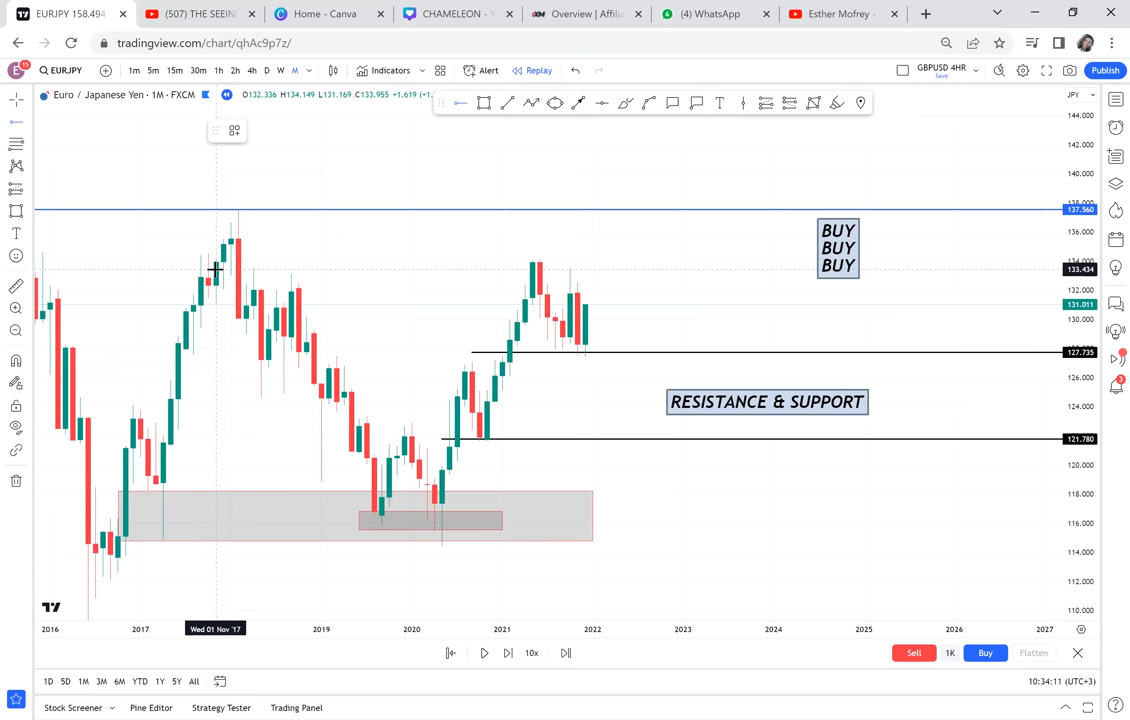 EURJPY 158.494
(507) THE SEEIN
Home - Canva
CHAMELEON - Y
Overview | Affilia
(4) WhatsApp
Esther Mofrey -
tradingview.com/chart/qhAc9p7z/
E 15
EURJPY
1m 5m 15m 30m 1h 2h 4h D W M
Indicators
Alert
Replay
GBPUSD 4HR
Save
Publish
Euro / Japanese Yen · 1M · FXCM
O132.336 H134.149 L131.169 C133.955 +1.619 (+1.
JPY
144.000
142.000
140.000
138.000
137.560
136.000
134.000
133.434
132.000
131.011
130.000
127.735
126.000
124.000
121.780
120.000
118.000
116.000
114.000
112.000
110.000
BUY
BUY
BUY
RESISTANCE & SUPPORT
3
2016
2017
Wed 01 Nov '17
2019
2020
2021
2022
2023
2024
2025
2026
2027
10x
Sell
1K
Buy
Flatten
1D 5D 1M 3M 6M YTD 1Y 5Y All
10:34:11 (UTC+3)
Stock Screener
Pine Editor
Strategy Tester
Trading Panel